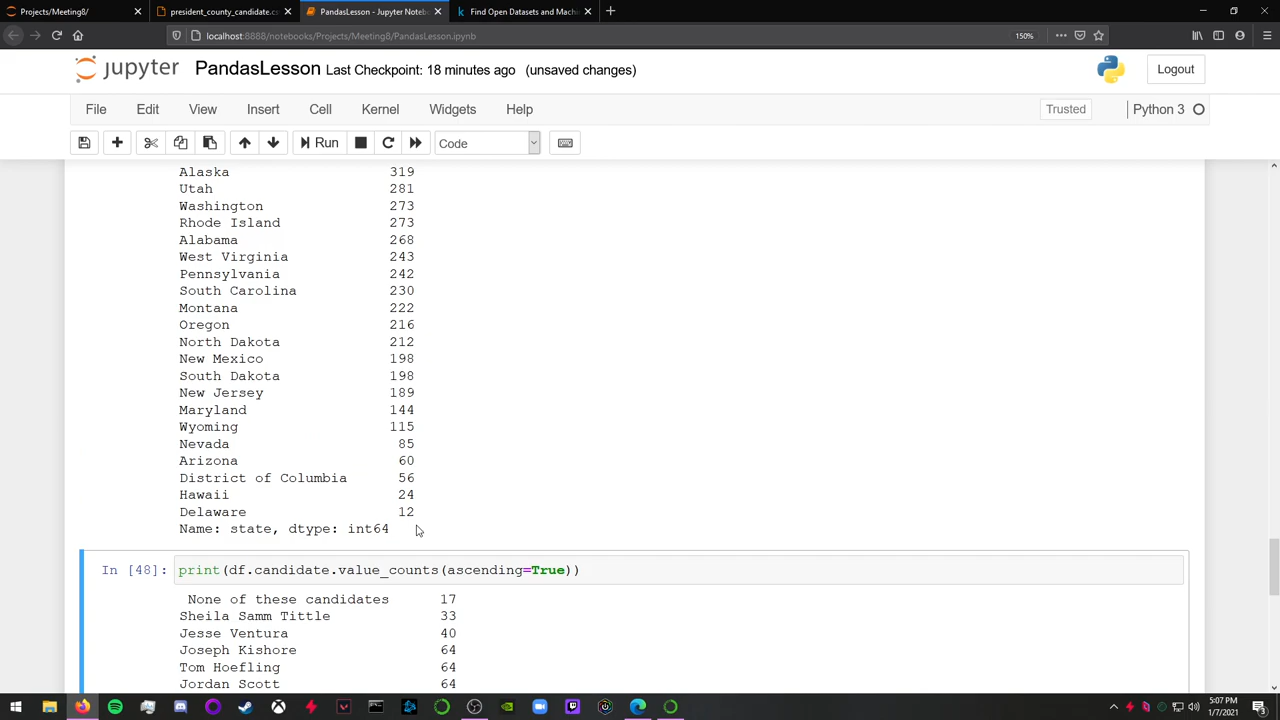 Projects/Meeting8/
president_county_candidate.cs
PandasLesson - Jupyter Noteb
Find Open Datasets and Machi
localhost:8888/notebooks/Projects/Meeting8/PandasLesson.ipynb
150%
jupyter PandasLesson Last Checkpoint: 18 minutes ago (unsaved changes)
Logout
File Edit View Insert Cell Kernel Widgets Help
Trusted
Python 3
Run
Code
Alaska 319
Utah 281
Washington 273
Rhode Island 273
Alabama 268
West Virginia 243
Pennsylvania 242
South Carolina 230
Montana 222
Oregon 216
North Dakota 212
New Mexico 198
South Dakota 198
New Jersey 189
Maryland 144
Wyoming 115
Nevada 85
Arizona 60
District of Columbia 56
Hawaii 24
Delaware 12
Name: state, dtype: int64
In [48]: print(df.candidate.value_counts(ascending=True))
None of these candidates 17
Sheila Samm Tittle 33
Jesse Ventura 40
Joseph Kishore 64
Tom Hoefling 64
Jordan Scott 64
5:07 PM
1/7/2021